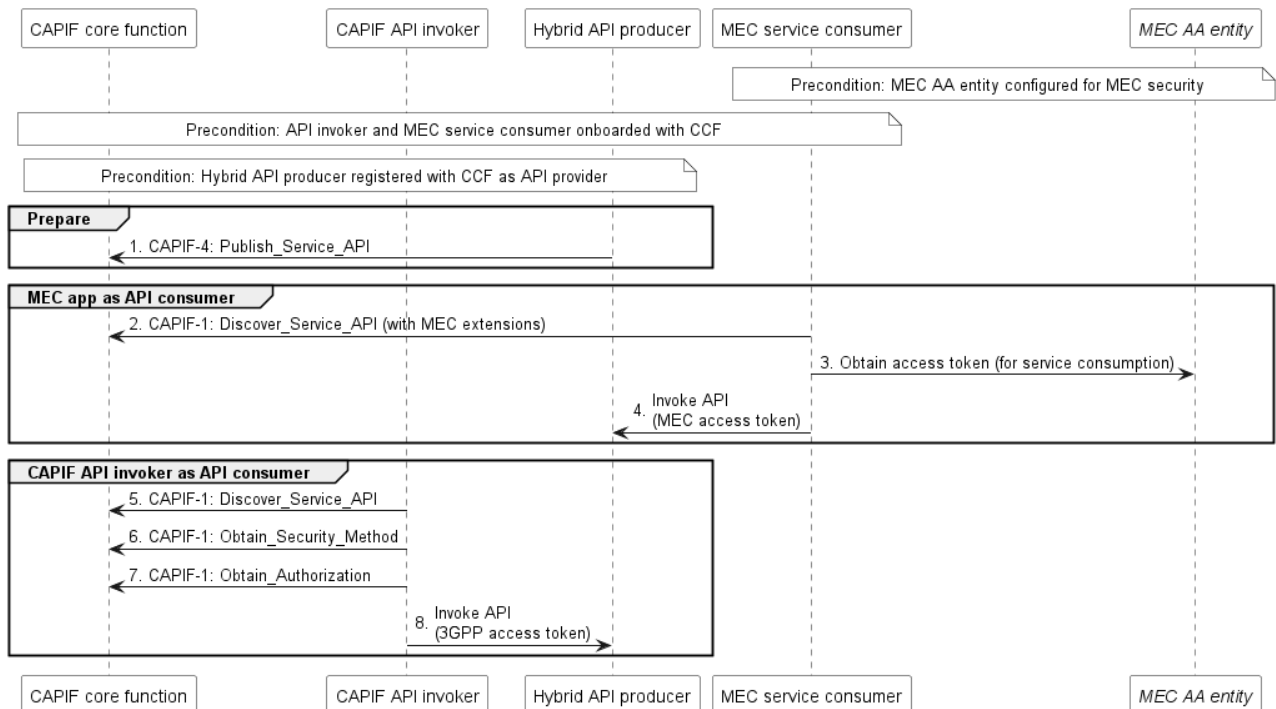 CAPIF core function
CAPIF API invoker
Hybrid API producer
MEC service consumer
MEC AA entity
Precondition: MEC AA entity configured for MEC security
Precondition: API invoker and MEC service consumer onboarded with CCF
Precondition: Hybrid API producer registered with CCF as API provider
Prepare
1. CAPIF-4: Publish_Service_API
MEC app as API consumer
2. CAPIF-1: Discover_Service_API (with MEC extensions)
3. Obtain access token (for service consumption)
4. Invoke API
(MEC access token)
CAPIF API invoker as API consumer
5. CAPIF-1: Discover_Service_API
6. CAPIF-1: Obtain_Security_Method
7. CAPIF-1: Obtain_Authorization
8. Invoke API
(3GPP access token)
CAPIF core function
CAPIF API invoker
Hybrid API producer
MEC service consumer
MEC AA entity